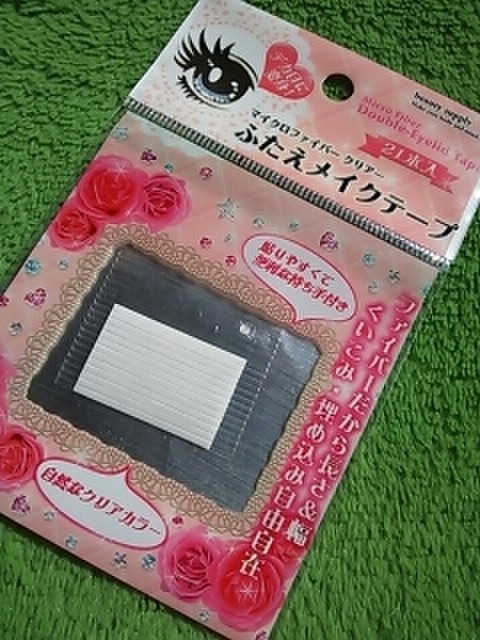 デカ目に
変身!
beauty supply
Micro Fiber
Double-Eyelid Tape
21本入
マイクロファイバー クリアー
ふたえメイクテープ
貼りやすくて
便利な持ち手付き
ファイバーだから長さ&幅
くいこみ・埋め込み自由自在
自然なクリアカラー